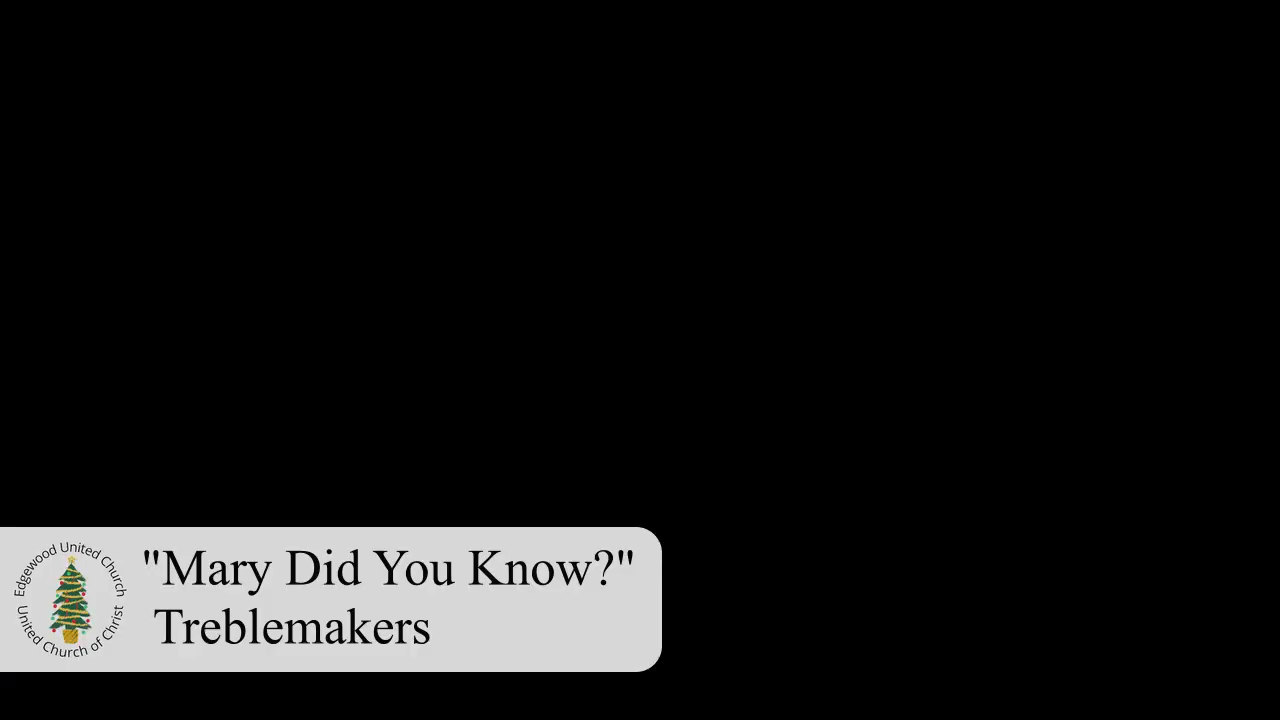 Edgewood United Church
United Church of Christ
"Mary Did You Know?"
Treblemakers